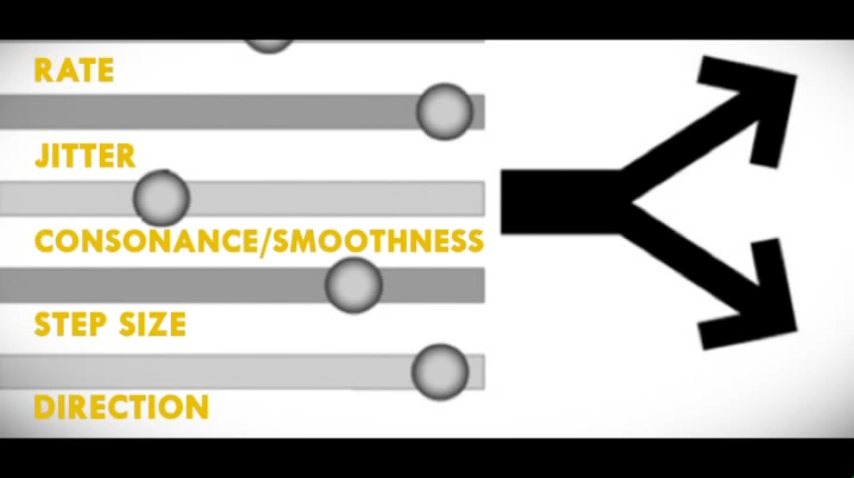 RATE
JITTER
CONSONANCE/SMOOTHNESS
STEP SIZE
DIRECTION